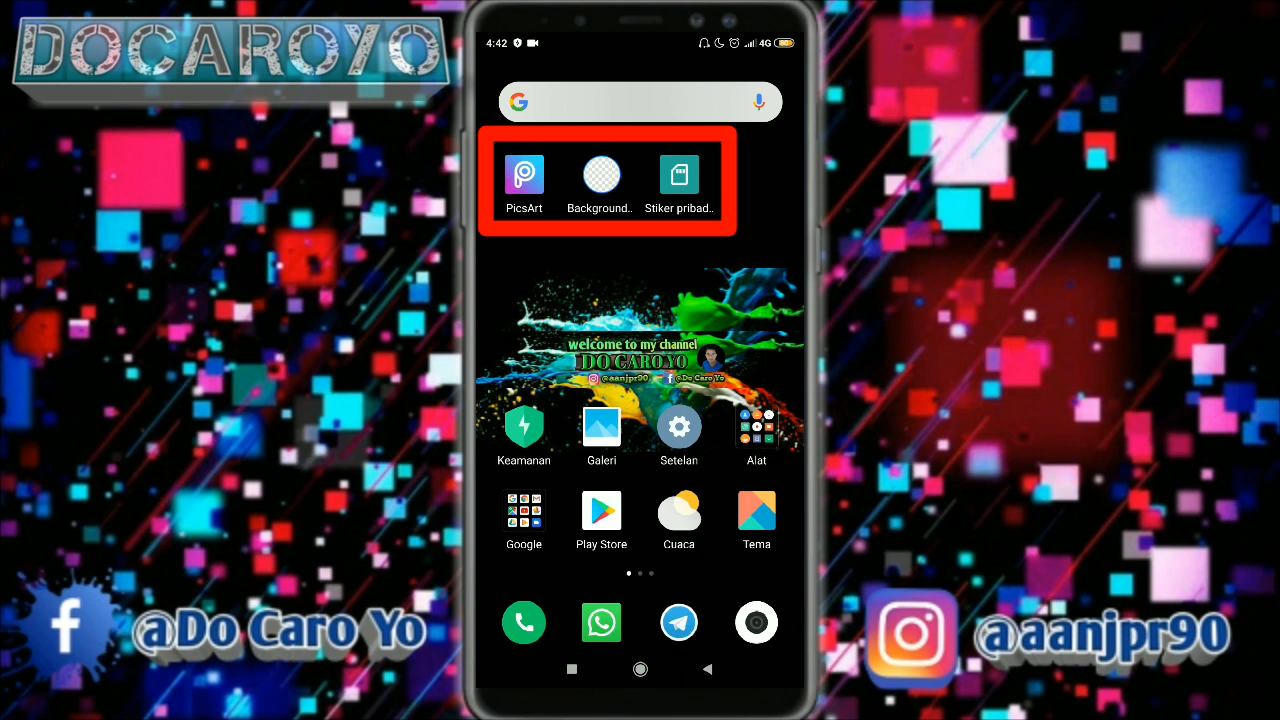 DOCAROYO
4:42
4G
PicsArt
Background..
Stiker pribad..
welcome to my channel
DO CARO YO
@aanjpr90 @Do Caro Yo
Keamanan
Galeri
Setelan
Alat
Google
Play Store
Cuaca
Tema
@Do Caro Yo
@aanjpr90